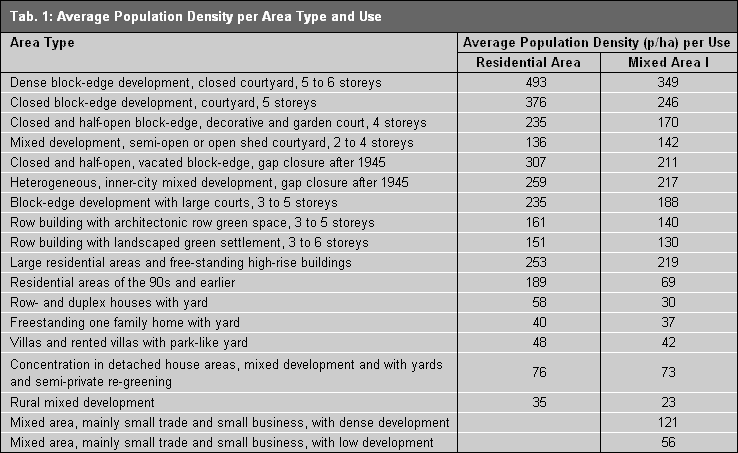 Tab. 1: Average Population Density per Area Type and Use
Area Type Average Population Density (p/ha) per Use
Residential Area Mixed Area I
Dense block-edge development, closed courtyard, 5 to 6 storeys 493 349
Closed block-edge development, courtyard, 5 storeys 376 246
Closed and half-open block-edge, decorative and garden court, 4 storeys 235 170
Mixed development, semi-open or open shed courtyard, 2 to 4 storeys 136 142
Closed and half-open, vacated block-edge, gap closure after 1945 307 211
Heterogeneous, inner-city mixed development, gap closure after 1945 259 217
Block-edge development with large courts, 3 to 5 storeys 235 188
Row building with architectonic row green space, 3 to 5 storeys 161 140
Row building with landscaped green settlement, 3 to 6 storeys 151 130
Large residential areas and free-standing high-rise buildings 253 219
Residential areas of the 90s and earlier 189 69
Row- and duplex houses with yard 58 30
Freestanding one family home with yard 40 37
Villas and rented villas with park-like yard 48 42
Concentration in detached house areas, mixed development and with yards
and semi-private re-greening 76 73
Rural mixed development 35 23
Mixed area, mainly small trade and small business, with dense development 121
Mixed area, mainly small trade and small business, with low development 56